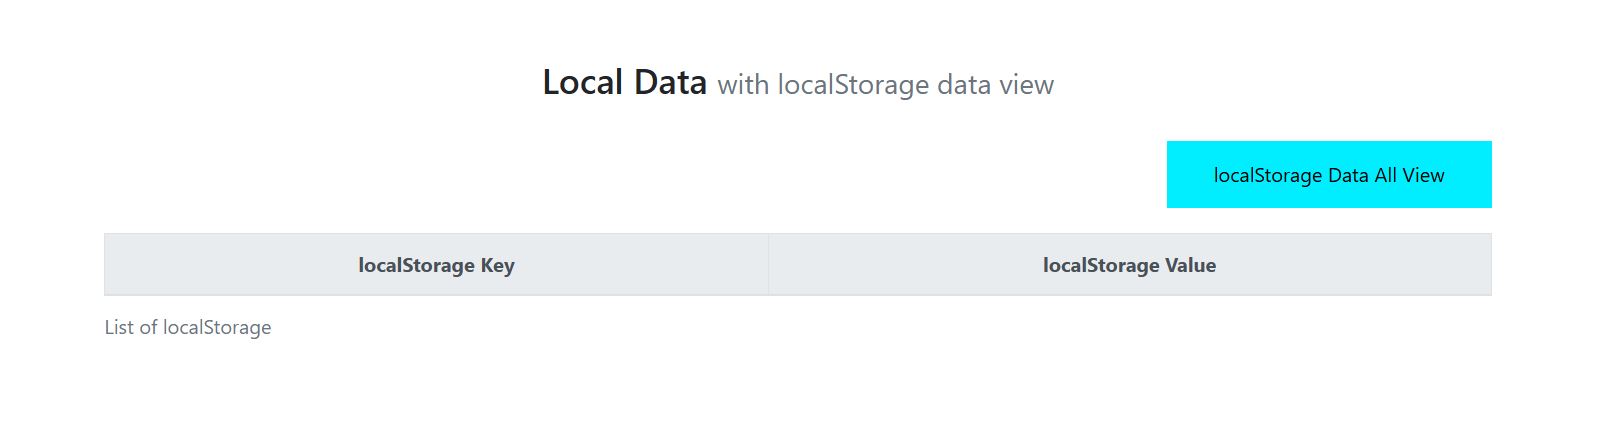 Local Data with localStorage data view
localStorage Data All View
localStorage Key localStorage Value
List of localStorage